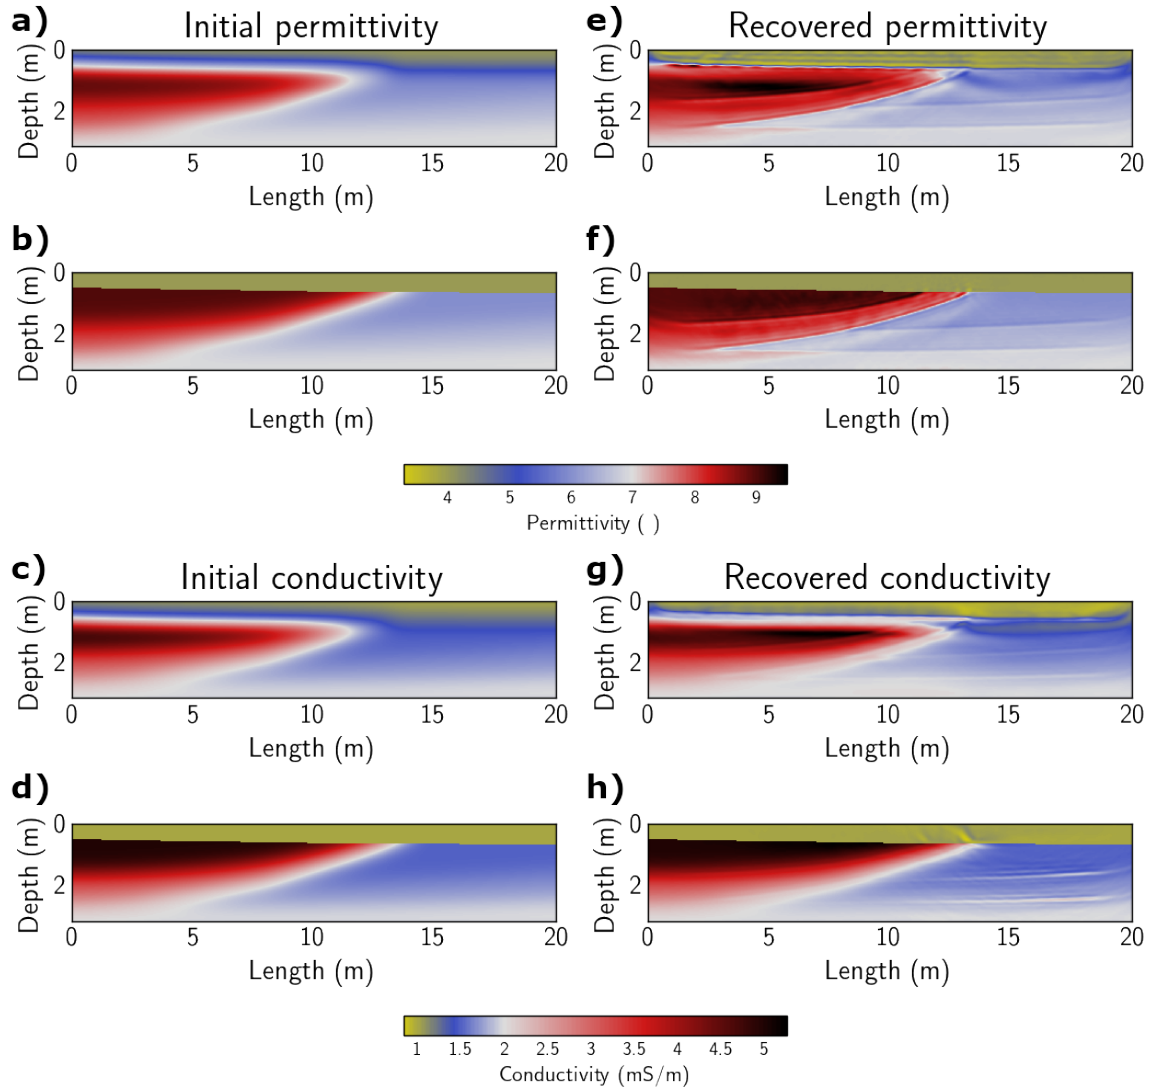 a) Initial permittivity
0
2
Depth (m)
0 5 10 15 20
Length (m)
e) Recovered permittivity
0
2
Depth (m)
0 5 10 15 20
Length (m)
b)
0
2
Depth (m)
0 5 10 15 20
Length (m)
f)
0
2
Depth (m)
0 5 10 15 20
Length (m)
4 5 6 7 8 9
Permittivity ( )
c) Initial conductivity
0
2
Depth (m)
0 5 10 15 20
Length (m)
g) Recovered conductivity
0
2
Depth (m)
0 5 10 15 20
Length (m)
d)
0
2
Depth (m)
0 5 10 15 20
Length (m)
h)
0
2
Depth (m)
0 5 10 15 20
Length (m)
1 1.5 2 2.5 3 3.5 4 4.5 5
Conductivity (mS/m)